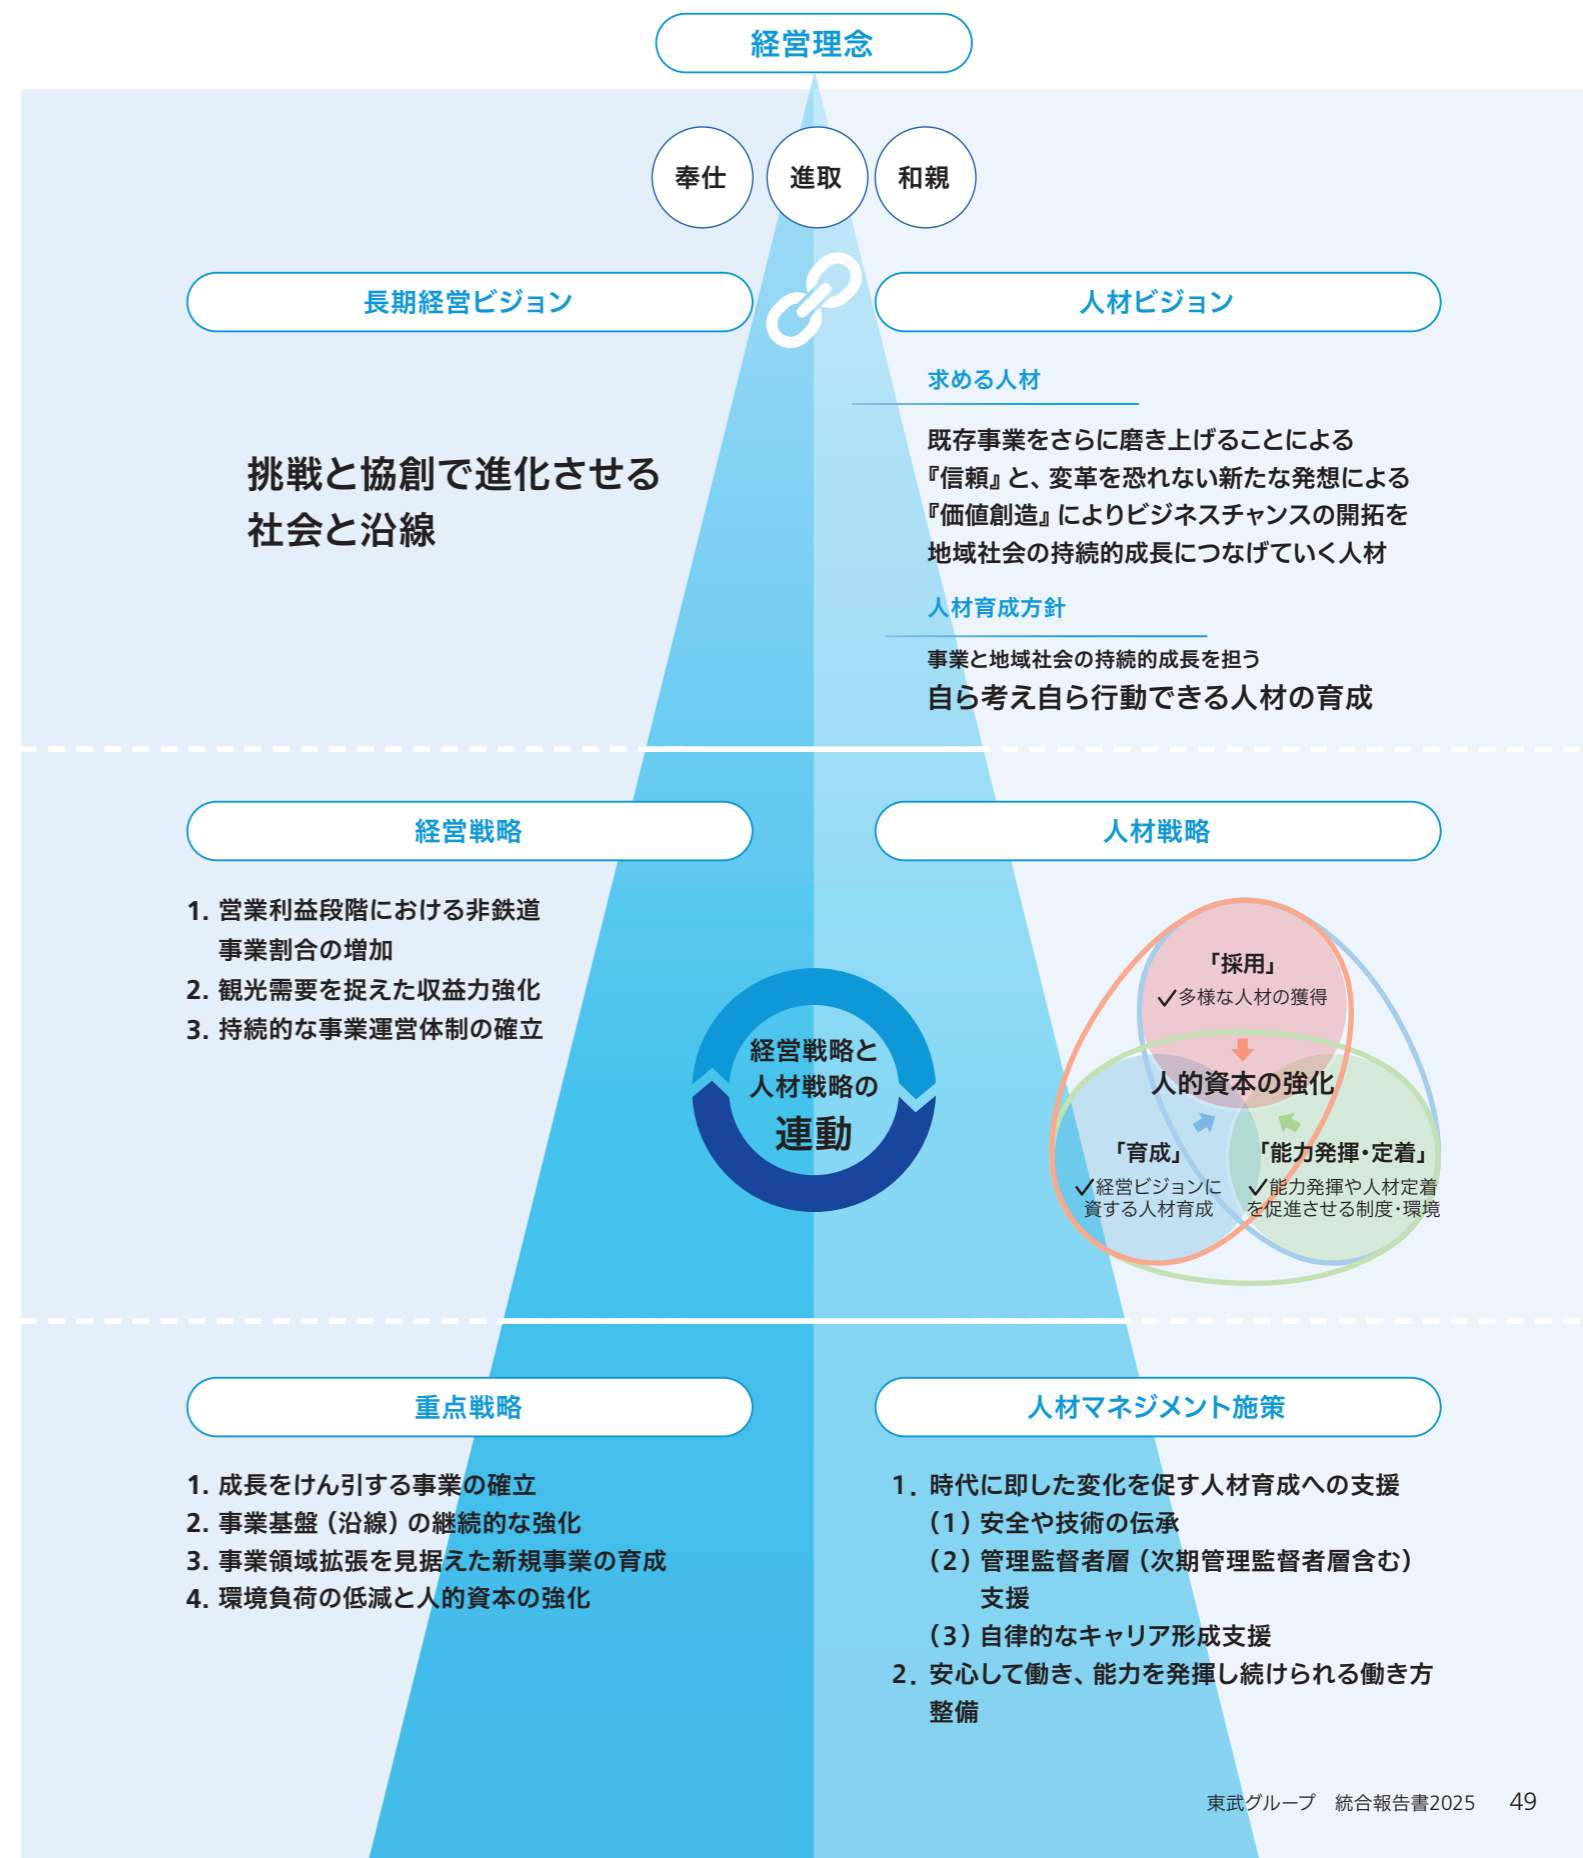 経営理念
奉仕
進取
和親
長期経営ビジョン
挑戦と協創で進化させる
社会と沿線
人材ビジョン
求める人材
既存事業をさらに磨き上げることによる
『信頼』と、変革を恐れない新たな発想による
『価値創造』によりビジネスチャンスの開拓を
地域社会の持続的成長につなげていく人材
人材育成方針
事業と地域社会の持続的成長を担う
自ら考え自ら行動できる人材の育成
経営戦略
1. 営業利益段階における非鉄道
事業割合の増加
2. 観光需要を捉えた収益力強化
3. 持続的な事業運営体制の確立
経営戦略と
人材戦略の
連動
人材戦略
「採用」
✓多様な人材の獲得
人的資本の強化
「育成」
✓経営ビジョンに
資する人材育成
「能力発揮・定着」
✓能力発揮や人材定着
を促進させる制度・環境
重点戦略
1. 成長をけん引する事業の確立
2. 事業基盤（沿線）の継続的な強化
3. 事業領域拡張を見据えた新規事業の育成
4. 環境負荷の低減と人的資本の強化
人材マネジメント施策
1. 時代に即した変化を促す人材育成への支援
（1）安全や技術の伝承
（2）管理監督者層（次期管理監督者層含む）
支援
（3）自律的なキャリア形成支援
2. 安心して働き、能力を発揮し続けられる働き方
整備
東武グループ　統合報告書2025　49